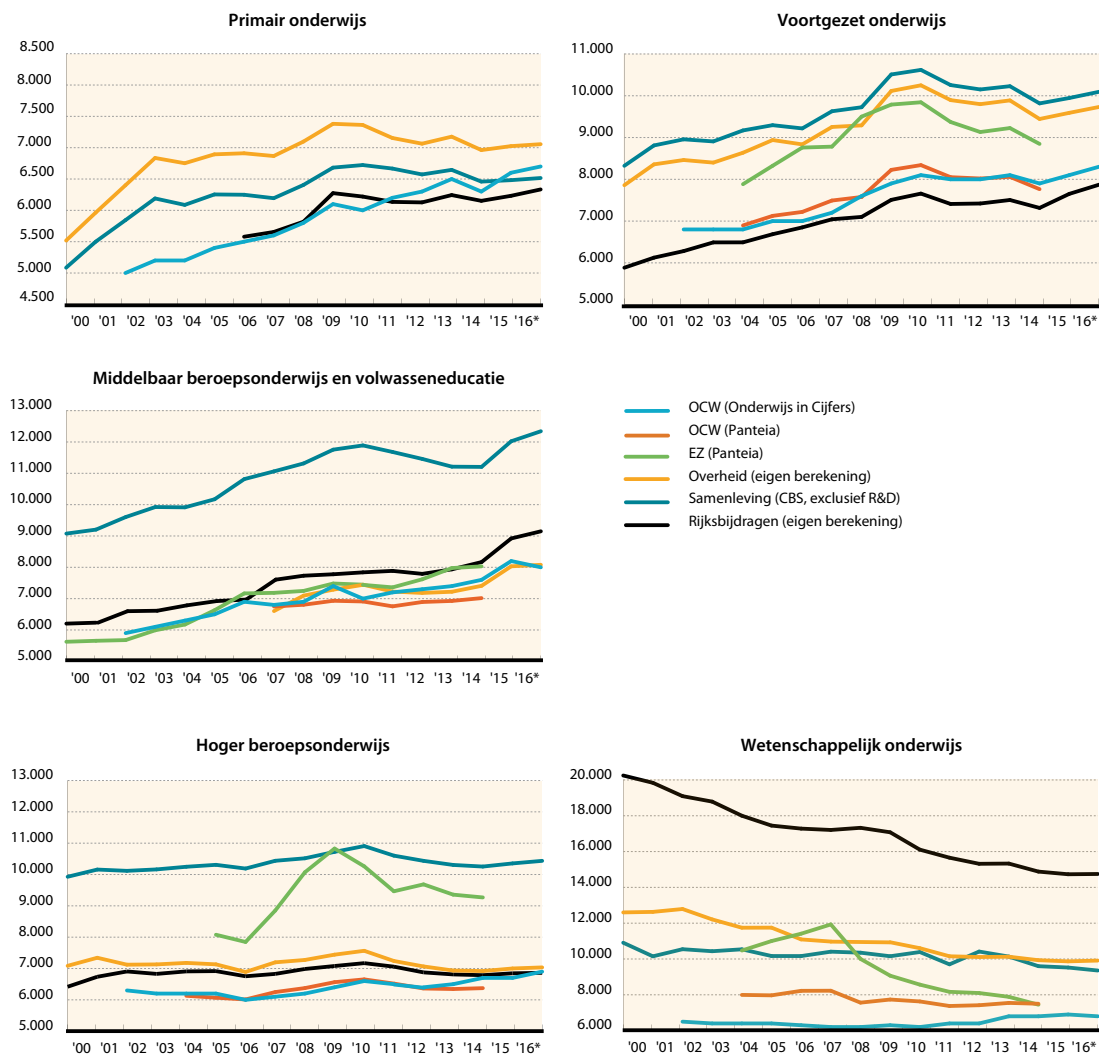 Primair onderwijs
8.500
8.000
7.500
7.000
6.500
6.000
5.500
5.000
4.500
'00 '01 '02 '03 '04 '05 '06 '07 '08 '09 '10 '11 '12 '13 '14 '15 '16*
Voortgezet onderwijs
11.000
10.000
9.000
8.000
7.000
6.000
5.000
'00 '01 '02 '03 '04 '05 '06 '07 '08 '09 '10 '11 '12 '13 '14 '15 '16*
Middelbaar beroepsonderwijs en volwasseneducatie
13.000
12.000
11.000
10.000
9.000
8.000
7.000
6.000
5.000
'00 '01 '02 '03 '04 '05 '06 '07 '08 '09 '10 '11 '12 '13 '14 '15 '16*
OCW (Onderwijs in Cijfers)
OCW (Panteia)
EZ (Panteia)
Overheid (eigen berekening)
Samenleving (CBS, exclusief R&D)
Rijksbijdragen (eigen berekening)
Hoger beroepsonderwijs
13.000
12.000
11.000
10.000
9.000
8.000
7.000
6.000
5.000
'00 '01 '02 '03 '04 '05 '06 '07 '08 '09 '10 '11 '12 '13 '14 '15 '16*
Wetenschappelijk onderwijs
20.000
18.000
16.000
14.000
12.000
10.000
8.000
6.000
'00 '01 '02 '03 '04 '05 '06 '07 '08 '09 '10 '11 '12 '13 '14 '15 '16*